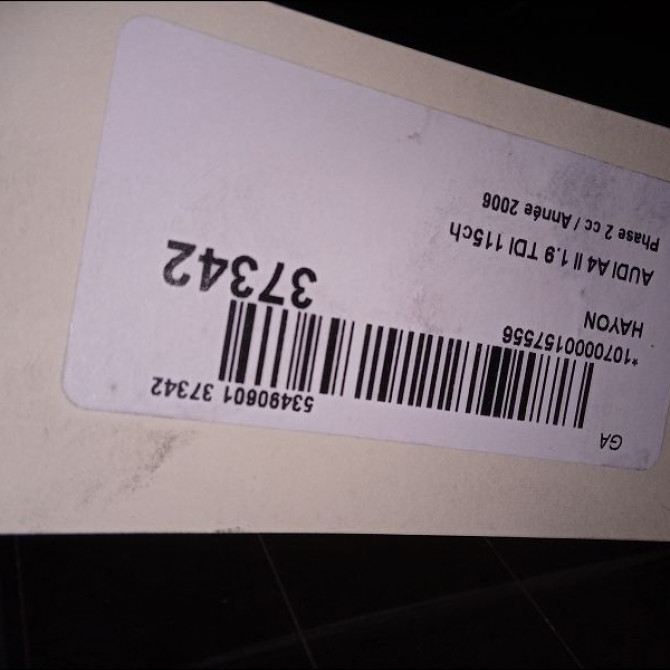 GA
53490601 37342
*1070000157556
37342
HAYON
AUDI A4 II 1.9 TDI 115ch
Phase 2 cc / Année 2006